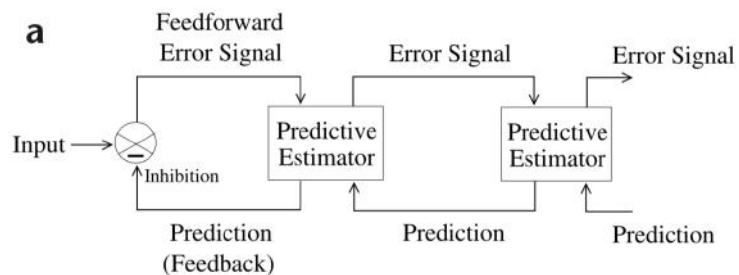 a
Feedforward
Error Signal
Error Signal
Error Signal
Input
Inhibition
Predictive
Estimator
Predictive
Estimator
Prediction
(Feedback)
Prediction
Prediction